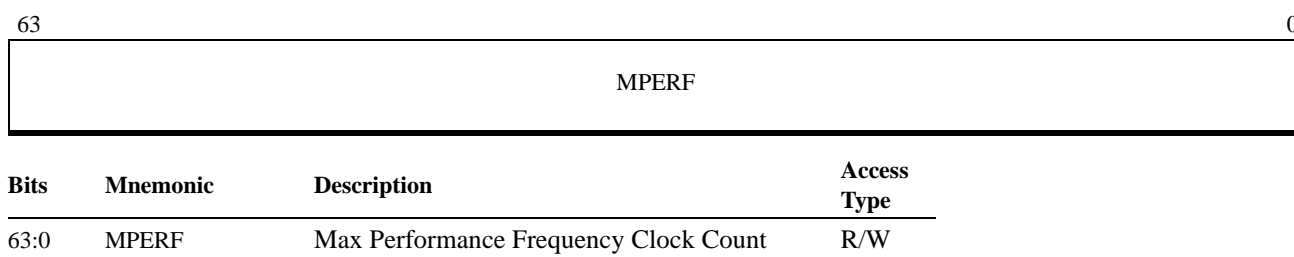 63 0
MPERF
Bits Mnemonic Description Access Type
63:0 MPERF Max Performance Frequency Clock Count R/W